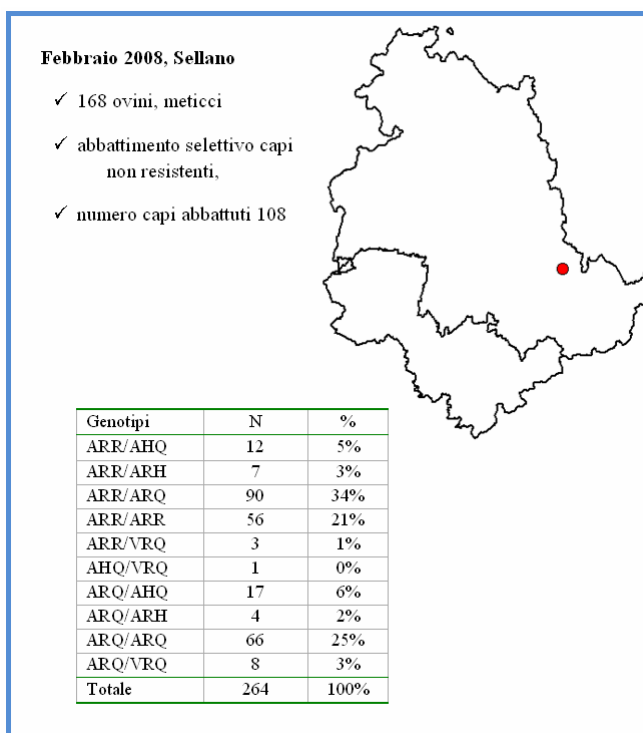 Febbraio 2008, Sellano
✓ 168 ovini, meticci
✓ abbattimento selettivo capi
non resistenti,
✓ numero capi abbattuti 108
Genotipi N %
ARR/AHQ 12 5%
ARR/ARH 7 3%
ARR/ARQ 90 34%
ARR/ARR 56 21%
ARR/VRQ 3 1%
AHQ/VRQ 1 0%
ARQ/AHQ 17 6%
ARQ/ARH 4 2%
ARQ/ARQ 66 25%
ARQ/VRQ 8 3%
Totale 264 100%